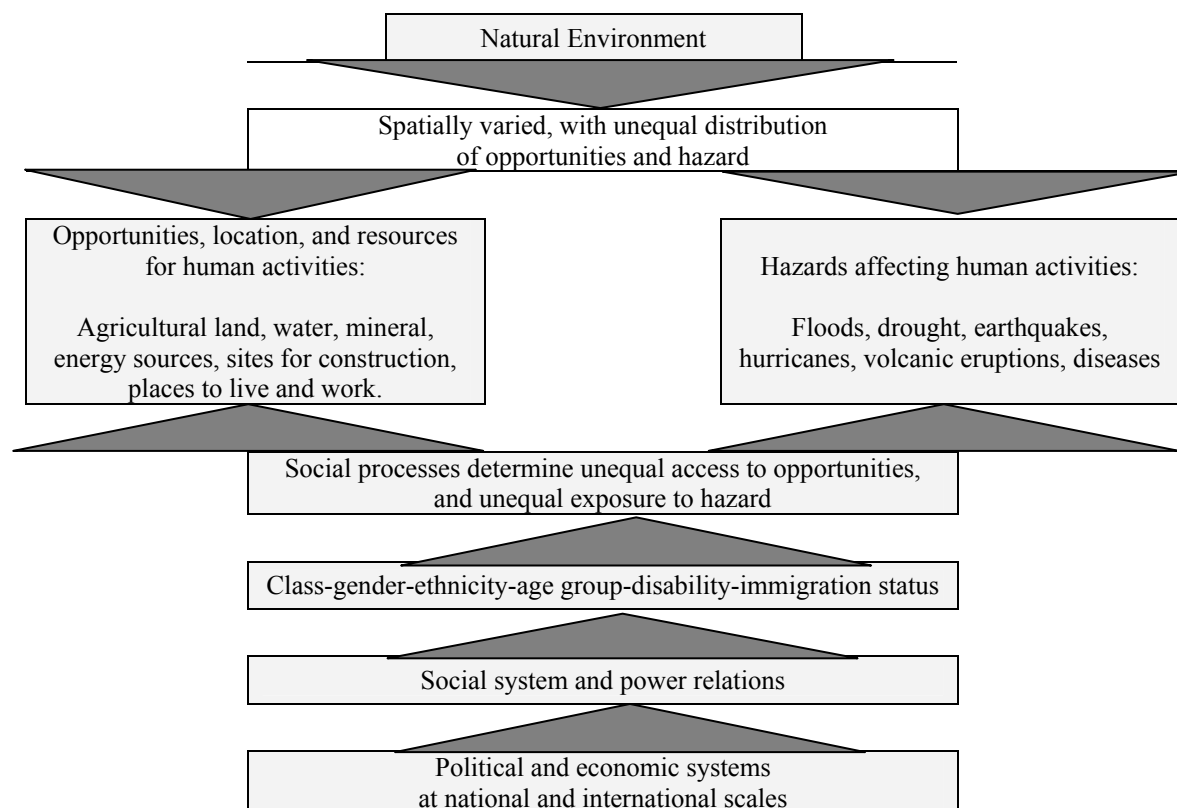 Natural Environment
Spatially varied, with unequal distribution
of opportunities and hazard
Opportunities, location, and resources
for human activities:
Agricultural land, water, mineral,
energy sources, sites for construction,
places to live and work.
Hazards affecting human activities:
Floods, drought, earthquakes,
hurricanes, volcanic eruptions, diseases
Social processes determine unequal access to opportunities,
and unequal exposure to hazard
Class-gender-ethnicity-age group-disability-immigration status
Social system and power relations
Political and economic systems
at national and international scales